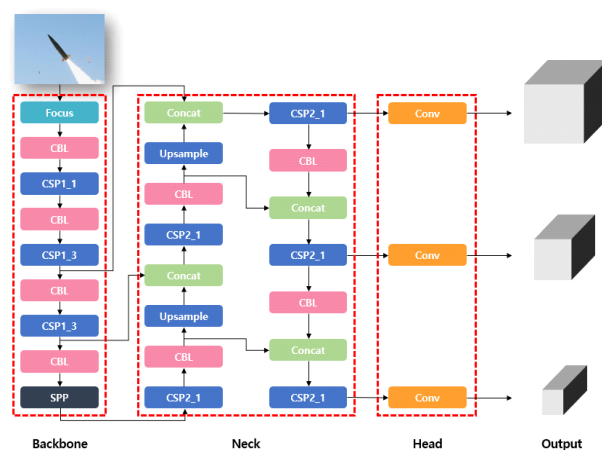 Focus
CBL
CSP1_1
CBL
CSP1_3
CBL
CSP1_3
CBL
SPP
Backbone
Concat
Upsample
CBL
CSP2_1
Concat
Upsample
CBL
CSP2_1
CSP2_1
CBL
Concat
CSP2_1
CBL
Concat
CSP2_1
Neck
Conv
Conv
Conv
Head
Output